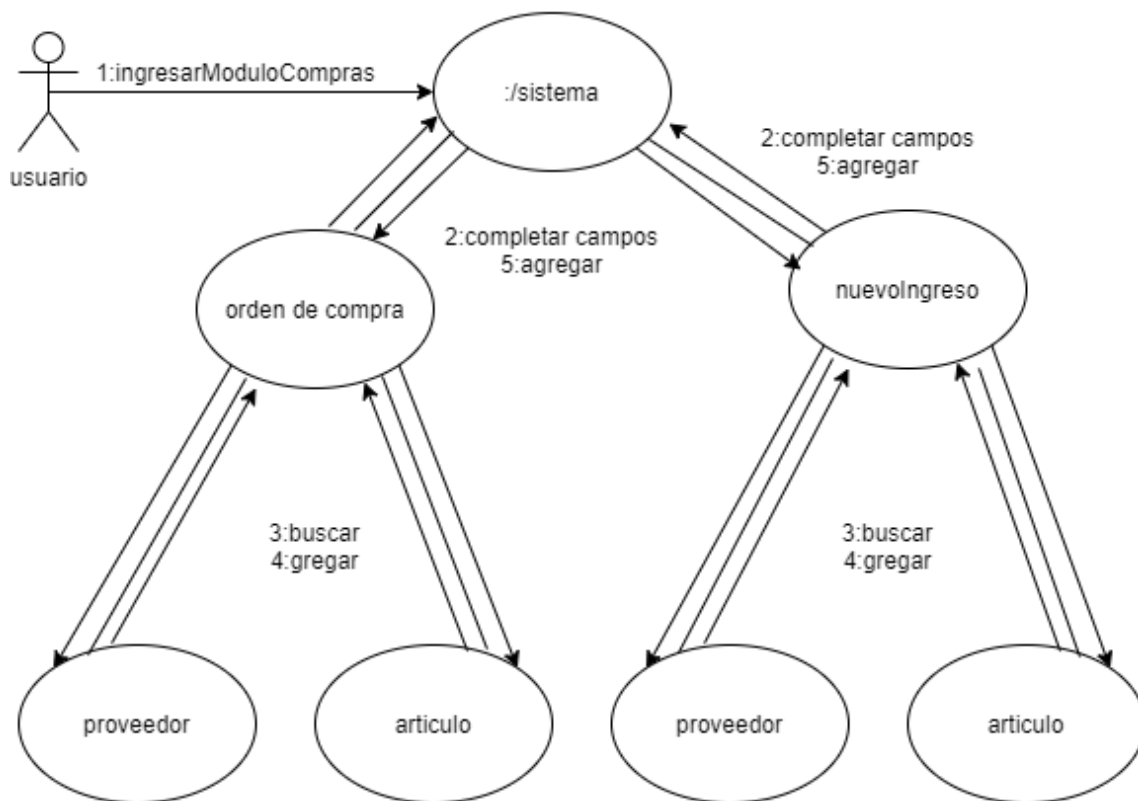 1:ingresarModuloCompras
:/sistema
usuario
2:completar campos
5:agregar
2:completar campos
5:agregar
orden de compra
nuevoIngreso
3:buscar
4:gregar
3:buscar
4:gregar
proveedor
articulo
proveedor
articulo